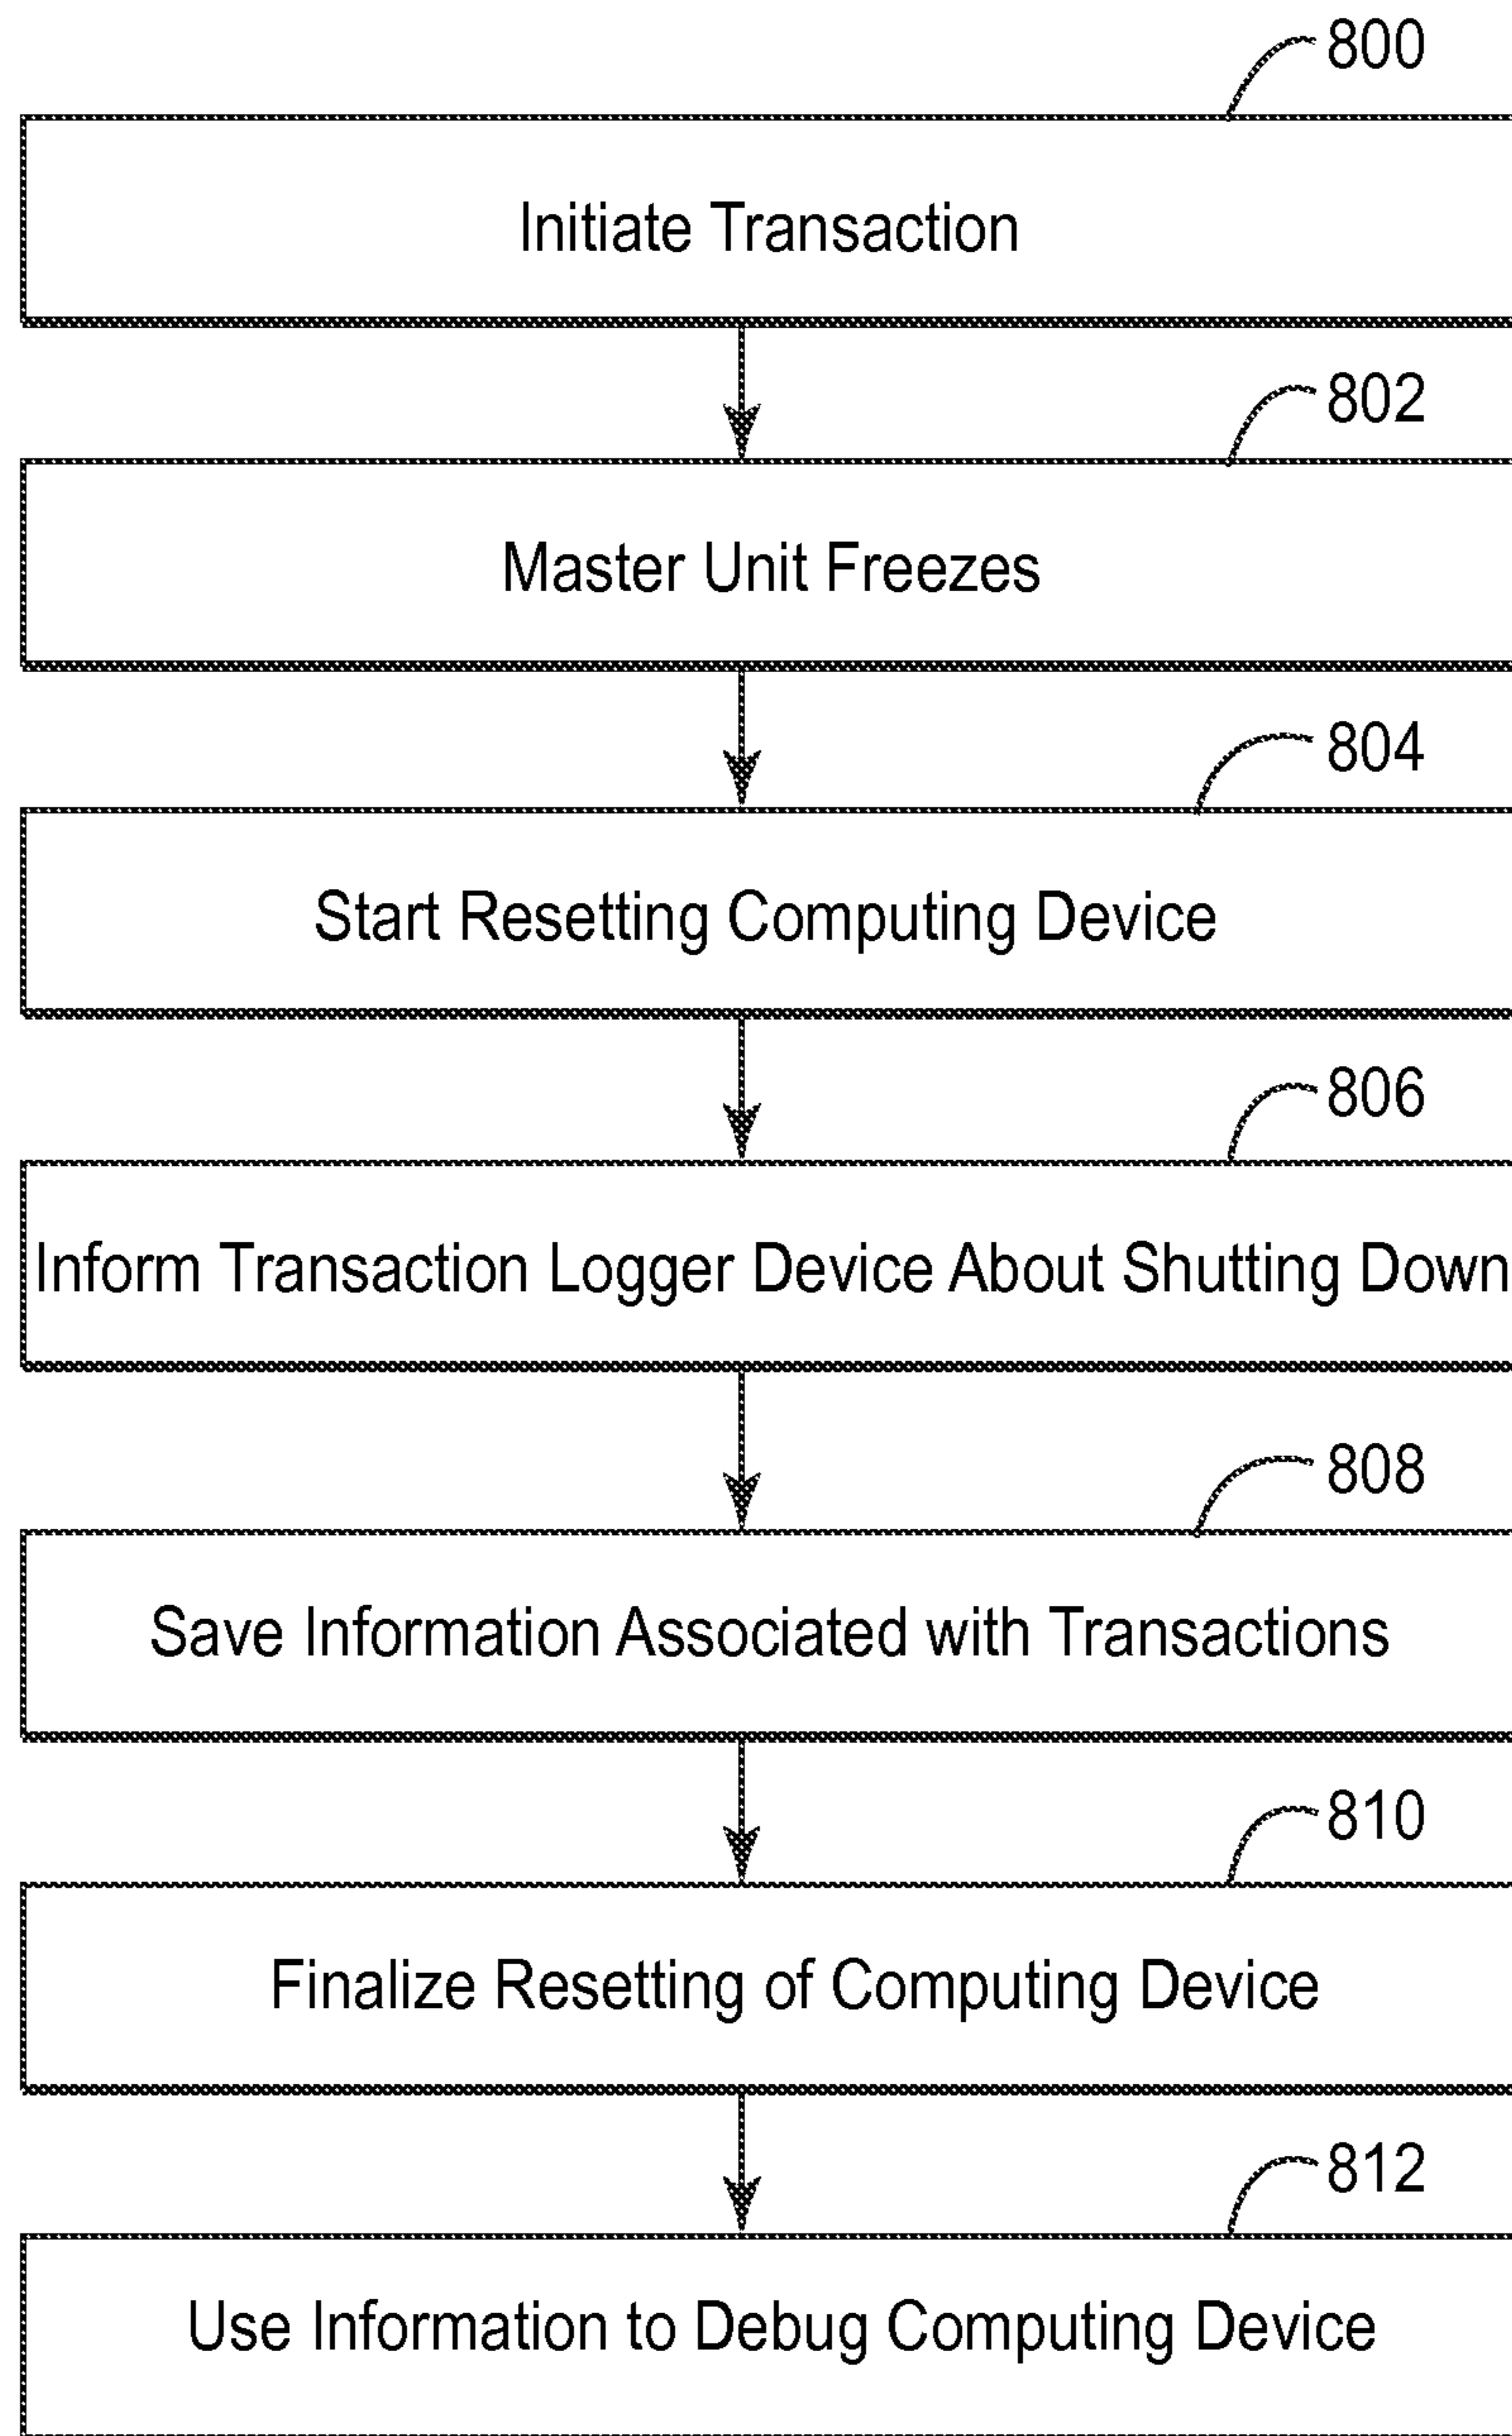 800
Initiate Transaction
802
Master Unit Freezes
804
Start Resetting Computing Device
806
Inform Transaction Logger Device About Shutting Down
808
Save Information Associated with Transactions
810
Finalize Resetting of Computing Device
812
Use Information to Debug Computing Device